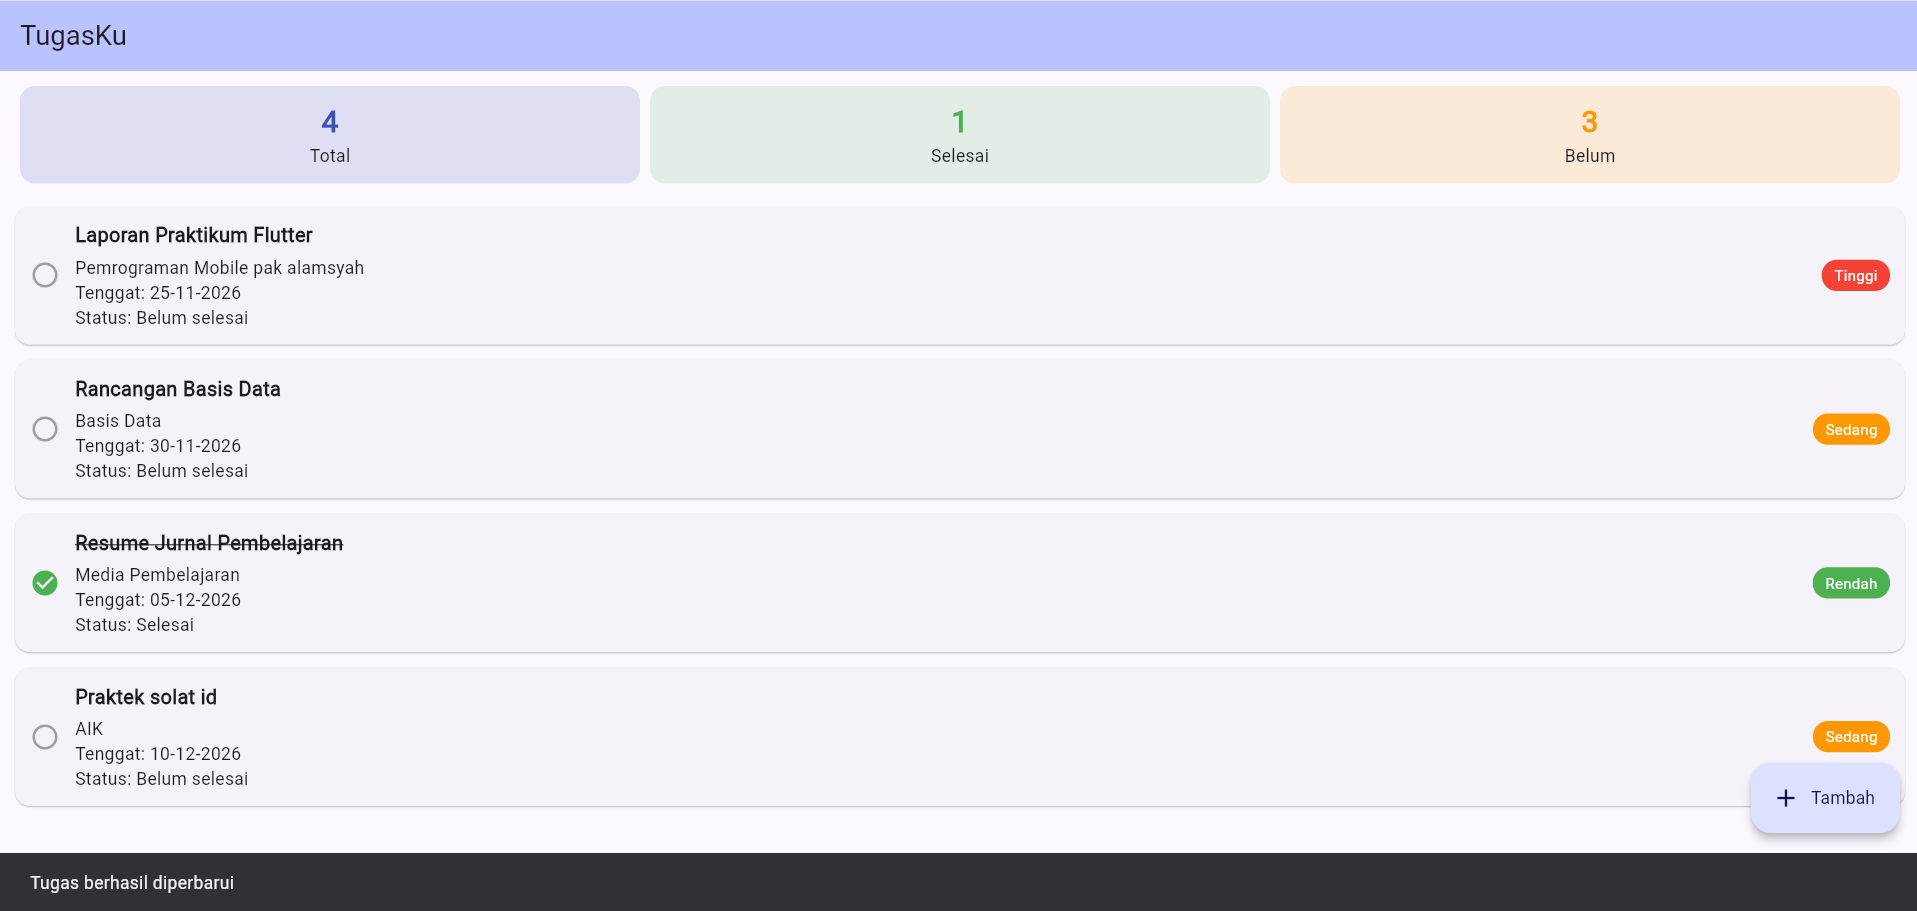 TugasKu
4
Total
1
Selesai
3
Belum
Laporan Praktikum Flutter
Pemrograman Mobile pak alamsyah
Tenggat: 25-11-2026
Status: Belum selesai
Tinggi
Rancangan Basis Data
Basis Data
Tenggat: 30-11-2026
Status: Belum selesai
Sedang
Resume Jurnal Pembelajaran
Media Pembelajaran
Tenggat: 05-12-2026
Status: Selesai
Rendah
Praktek solat id
AIK
Tenggat: 10-12-2026
Status: Belum selesai
Sedang
Tambah
Tugas berhasil diperbarui